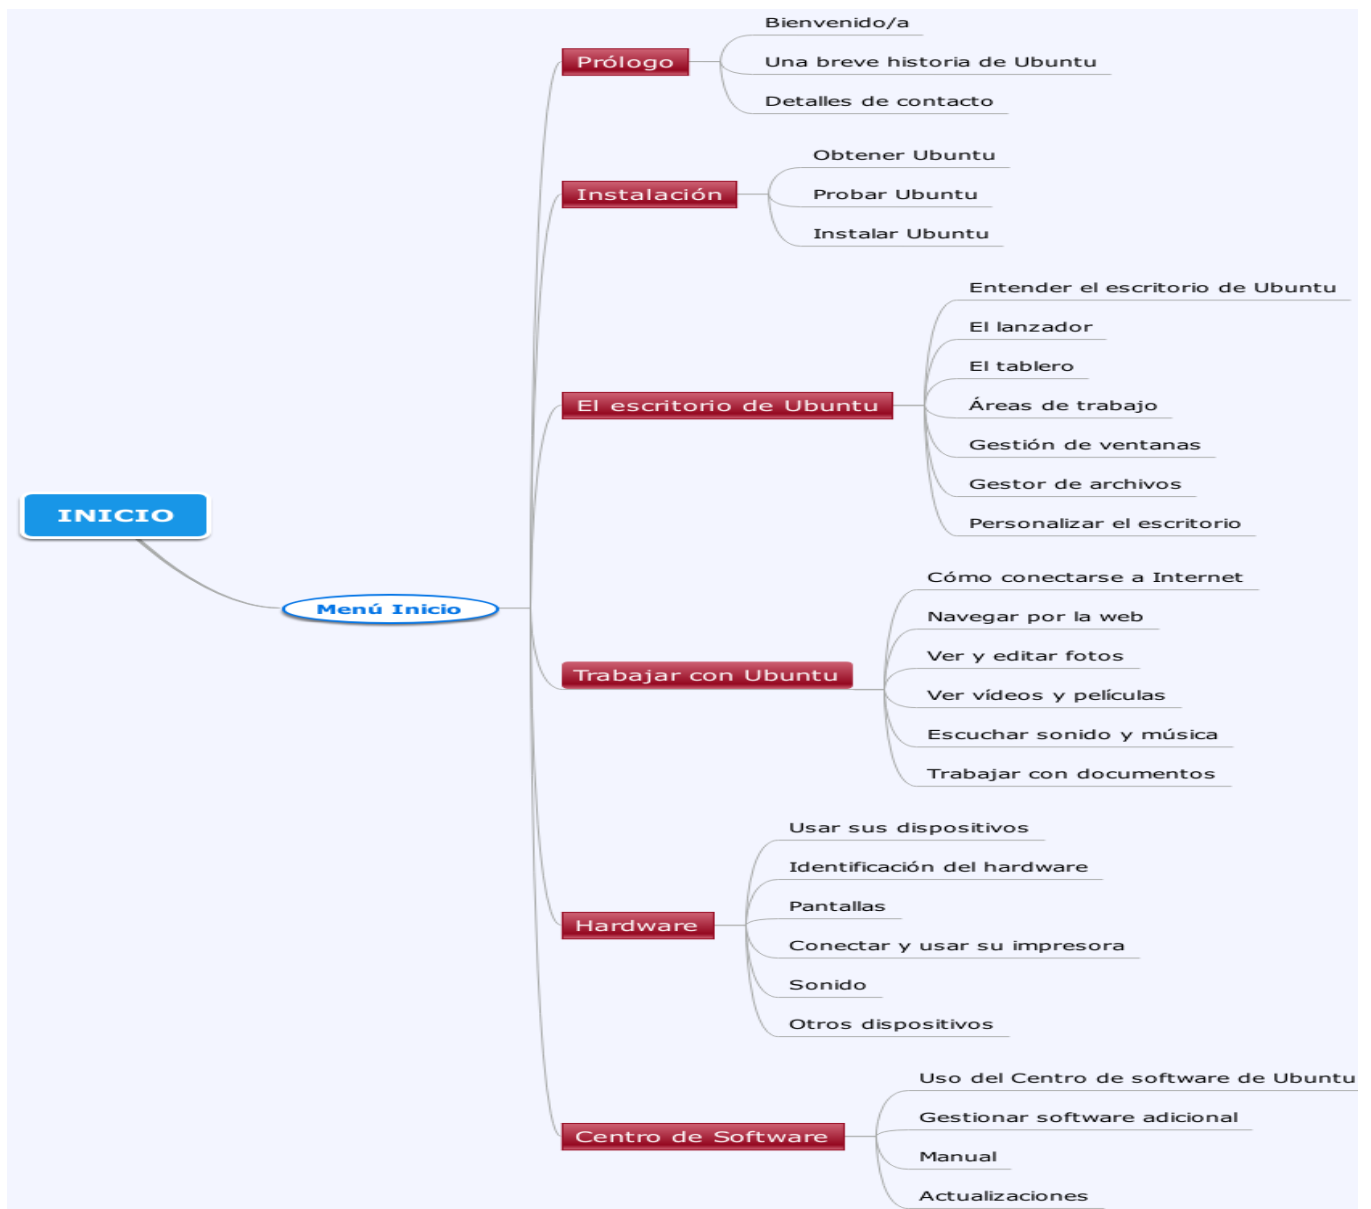 INICIO
Menú Inicio
Prólogo
Bienvenido/a
Una breve historia de Ubuntu
Detalles de contacto
Instalación
Obtener Ubuntu
Probar Ubuntu
Instalar Ubuntu
El escritorio de Ubuntu
Entender el escritorio de Ubuntu
El lanzador
El tablero
Áreas de trabajo
Gestión de ventanas
Gestor de archivos
Personalizar el escritorio
Trabajar con Ubuntu
Cómo conectarse a Internet
Navegar por la web
Ver y editar fotos
Ver vídeos y películas
Escuchar sonido y música
Trabajar con documentos
Hardware
Usar sus dispositivos
Identificación del hardware
Pantallas
Conectar y usar su impresora
Sonido
Otros dispositivos
Centro de Software
Uso del Centro de software de Ubuntu
Gestionar software adicional
Manual
Actualizaciones